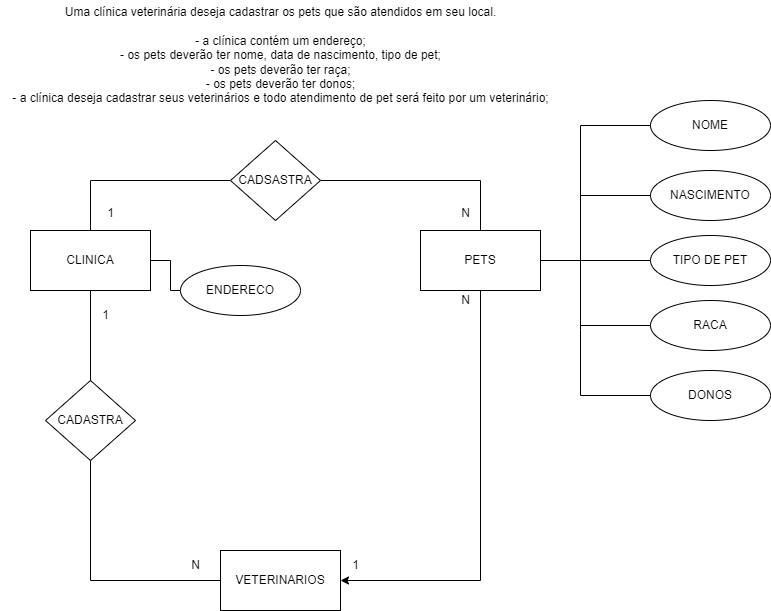 Uma clínica veterinária deseja cadastrar os pets que são atendidos em seu local.
- a clínica contém um endereço;
- os pets deverão ter nome, data de nascimento, tipo de pet;
- os pets deverão ter raça;
- os pets deverão ter donos;
- a clínica deseja cadastrar seus veterinários e todo atendimento de pet será feito por um veterinário;
NOME
CADSASTRA
NASCIMENTO
1
N
CLINICA
PETS
TIPO DE PET
ENDERECO
N
1
RACA
DONOS
CADASTRA
N
1
VETERINARIOS